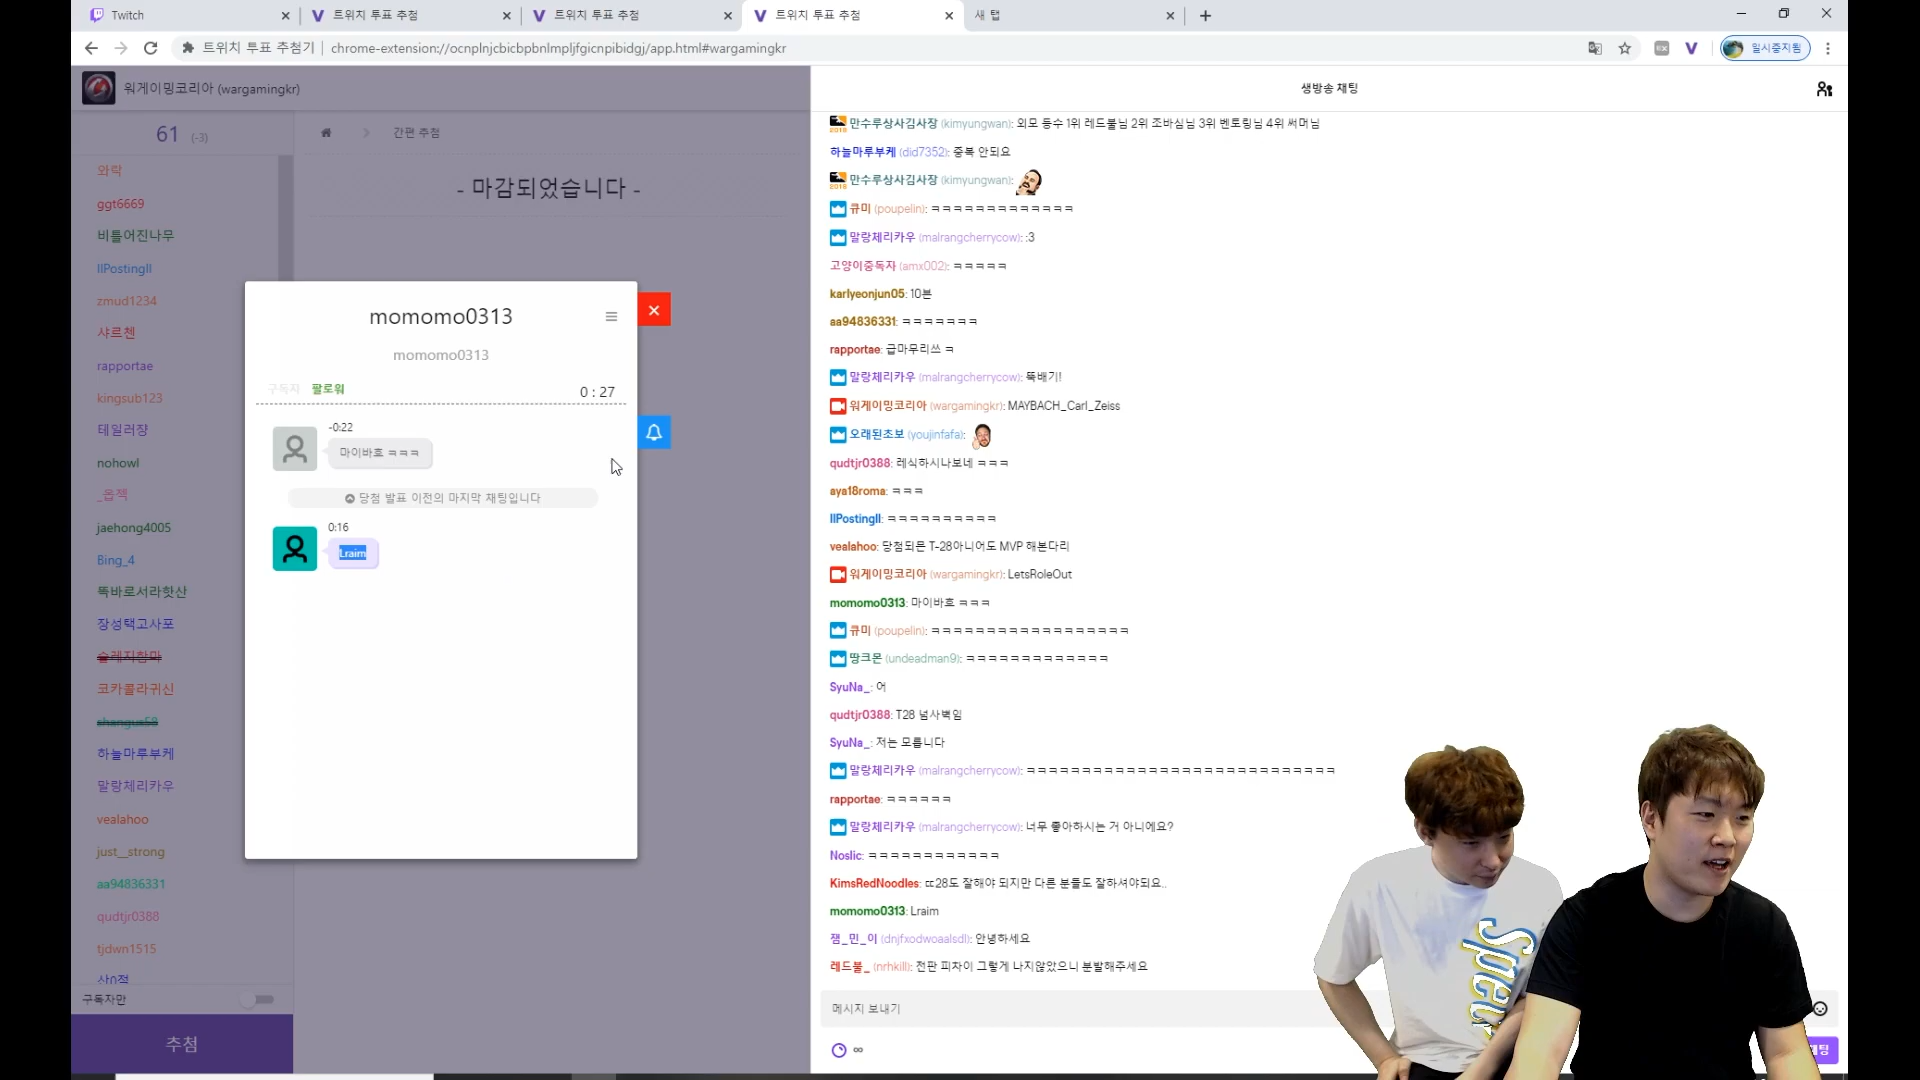 Twitch
트위치 투표 추첨
트위치 투표 추첨
트위치 투표 추첨
새 탭
트위치 투표 추첨기 | chrome-extension://ocnplnjcbicbpbnlmpljfgicnpibidgj/app.html#wargamingkr
일시중지됨
워게이밍코리아 (wargamingkr)
61 (-3)
간편 추첨
- 마감되었습니다 -
와락
ggt6669
비틀어진나무
llPostingll
zmud1234
샤르첸
rapportae
kingsub123
테일러쟝
nohowl
_옵젝
jaehong4005
Bing_4
똑바로서라핫산
장성택고사포
슬레지함마
코카콜라귀신
shangus58
하늘마루부케
말랑체리카우
vealahoo
just__strong
aa94836331
qudtjr0388
tjdwn1515
산0적
구독자만
추첨
momomo0313
momomo0313
구독자 팔로워
0 : 27
-0:22
마이바흐 ㅋㅋㅋ
당첨 발표 이전의 마지막 채팅입니다
0:16
Lraim
생방송 채팅
만수루상사김사장 (kimyungwan): 외모 등수 1위 레드불님 2위 조바심님 3위 벤토링님 4위 써머님
하늘마루부케 (did7352): 중복 안되요
만수루상사김사장 (kimyungwan):
큐미 (poupelin): ㅋㅋㅋㅋㅋㅋㅋㅋㅋㅋㅋㅋㅋ
말랑체리카우 (malrangcherrycow): :3
고양이중독자 (amx002): ㅋㅋㅋㅋㅋ
karlyeonjun05: 10분
aa94836331: ㅋㅋㅋㅋㅋㅋㅋ
rapportae: 급마무리쓰 ㅋ
말랑체리카우 (malrangcherrycow): 뚝배기!
워게이밍코리아 (wargamingkr): MAYBACH_Carl_Zeiss
오래된초보 (youjinfafa):
qudtjr0388: 레식하시나보네 ㅋㅋㅋ
aya18roma: ㅋㅋㅋ
llPostingll: ㅋㅋㅋㅋㅋㅋㅋㅋㅋㅋ
vealahoo: 당첨되믄 T-28아니어도 MVP 해본다리
워게이밍코리아 (wargamingkr): LetsRoleOut
momomo0313: 마이바흐 ㅋㅋㅋ
큐미 (poupelin): ㅋㅋㅋㅋㅋㅋㅋㅋㅋㅋㅋㅋㅋㅋㅋㅋㅋㅋ
땅크몬 (undeadman9): ㅋㅋㅋㅋㅋㅋㅋㅋㅋㅋㅋㅋㅋ
SyuNa_: 어
qudtjr0388: T28 넘사벽임
SyuNa_: 저는 모릅니다
말랑체리카우 (malrangcherrycow): ㅋㅋㅋㅋㅋㅋㅋㅋㅋㅋㅋㅋㅋㅋㅋㅋㅋㅋㅋㅋㅋㅋㅋㅋㅋㅋㅋㅋ
rapportae: ㅋㅋㅋㅋㅋㅋ
말랑체리카우 (malrangcherrycow): 너무 좋아하시는 거 아니에요?
Noslic: ㅋㅋㅋㅋㅋㅋㅋㅋㅋㅋㅋㅋ
KimsRedNoodles: ㄸ28도 잘해야 되지만 다른 분들도 잘하셔야되요..
momomo0313: Lraim
잼_민_이 (dnjfxodwoaalsdl): 안녕하세요
레드불_ (nrhkill): 전판 피차이 그렇게 나지않았으니 분발해주세요
메시지 보내기
∞